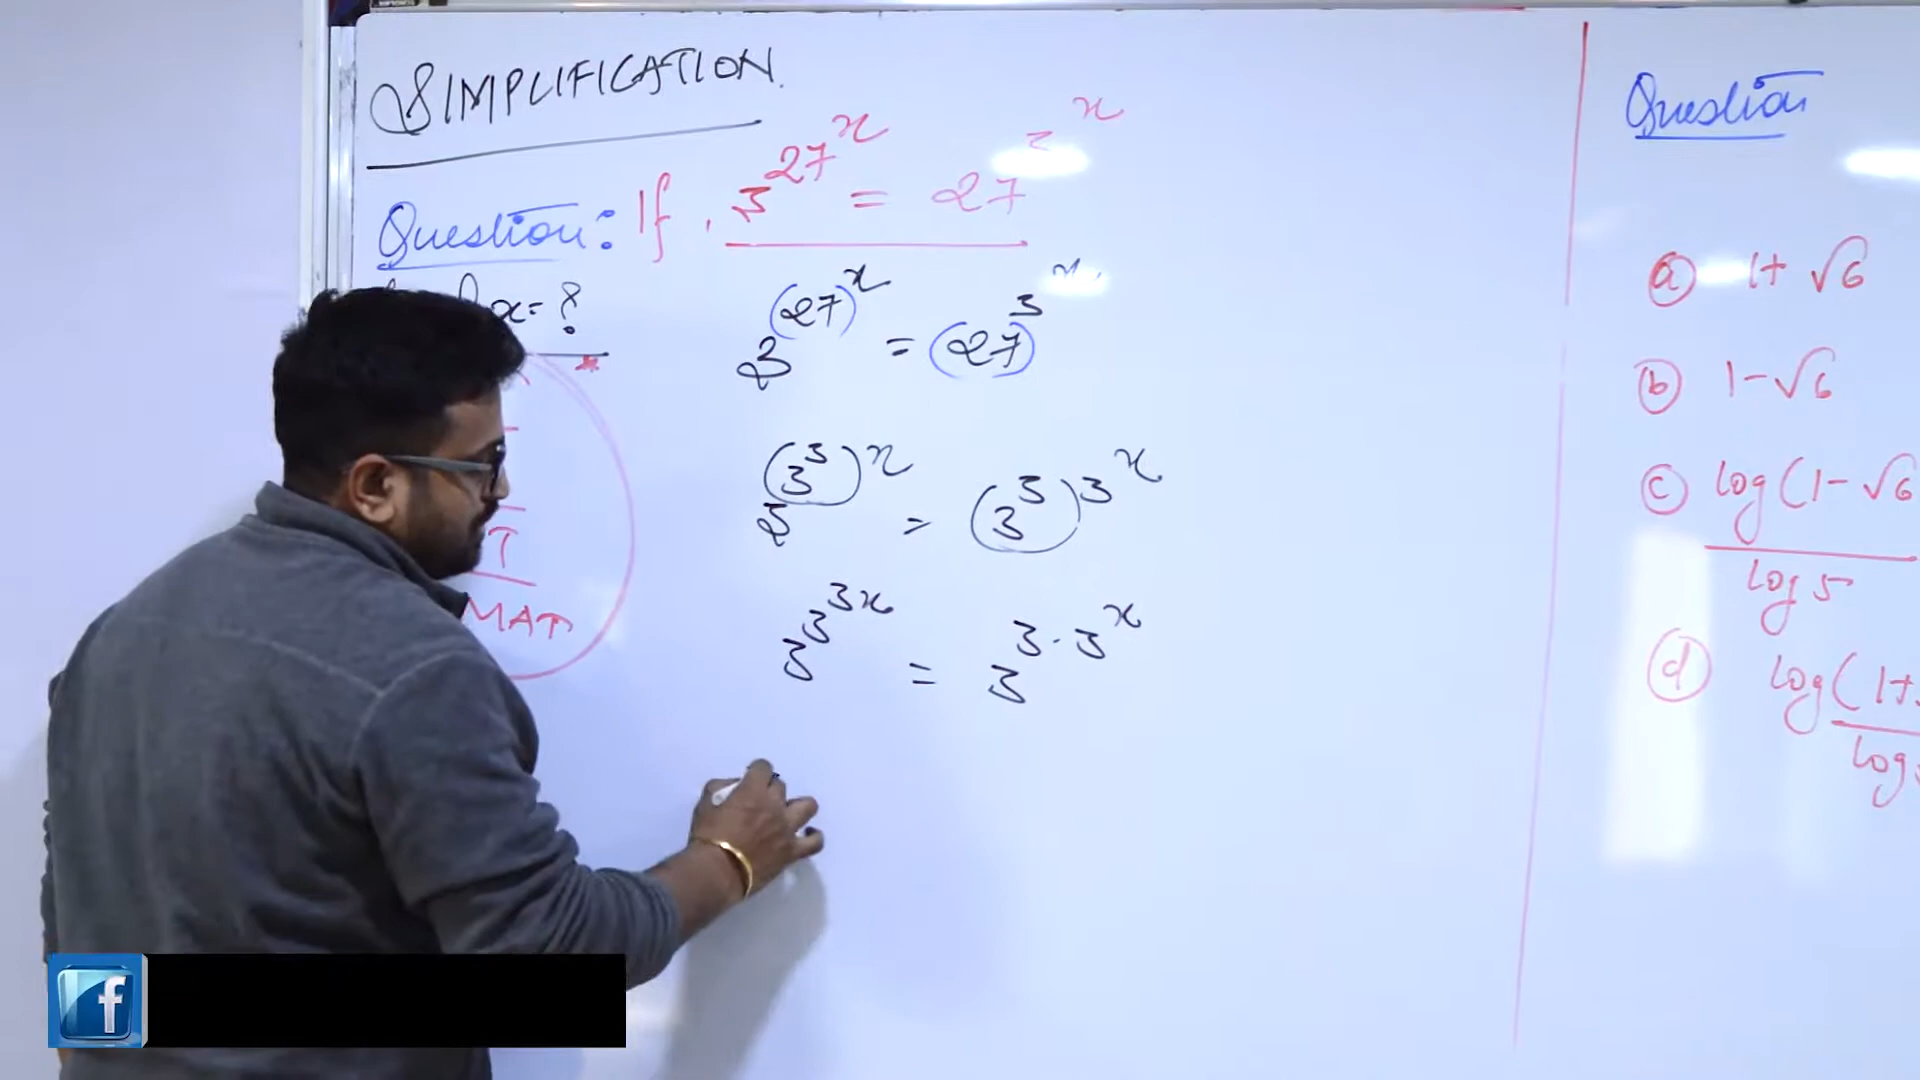 SIMPLIFICATION.
Question: If, 3^27^x = 27^3^x
x = ?
3^(27)^x = (27)^3^x
3^(3^3)^x = (3^3)^3^x
3^3^3x = 3^3·3^x
T
MAT
Question
a 1+ √6
b 1-√6
c log(1-√6
log 5
d log(1+
log
f